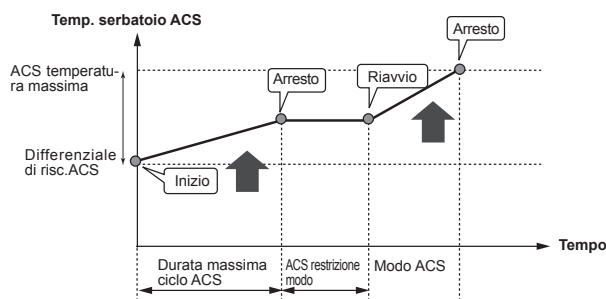 Temp. serbatoio ACS
Arresto
ACS temperatu-
ra massima
Arresto
Riavvio
Differenziale
di risc.ACS
Inizio
Tempo
Durata massima
ciclo ACS
ACS restrizione
modo
Modo ACS